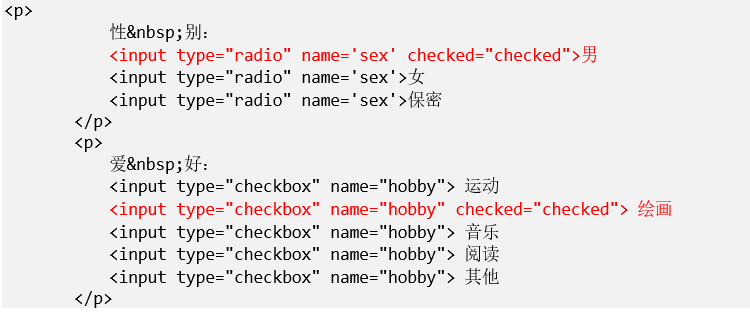 <p>
性&nbsp;别：
<input type="radio" name='sex' checked="checked">男
<input type="radio" name='sex'>女
<input type="radio" name='sex'>保密
</p>
<p>
爱&nbsp;好：
<input type="checkbox" name="hobby"> 运动
<input type="checkbox" name="hobby" checked="checked"> 绘画
<input type="checkbox" name="hobby"> 音乐
<input type="checkbox" name="hobby"> 阅读
<input type="checkbox" name="hobby"> 其他
</p>